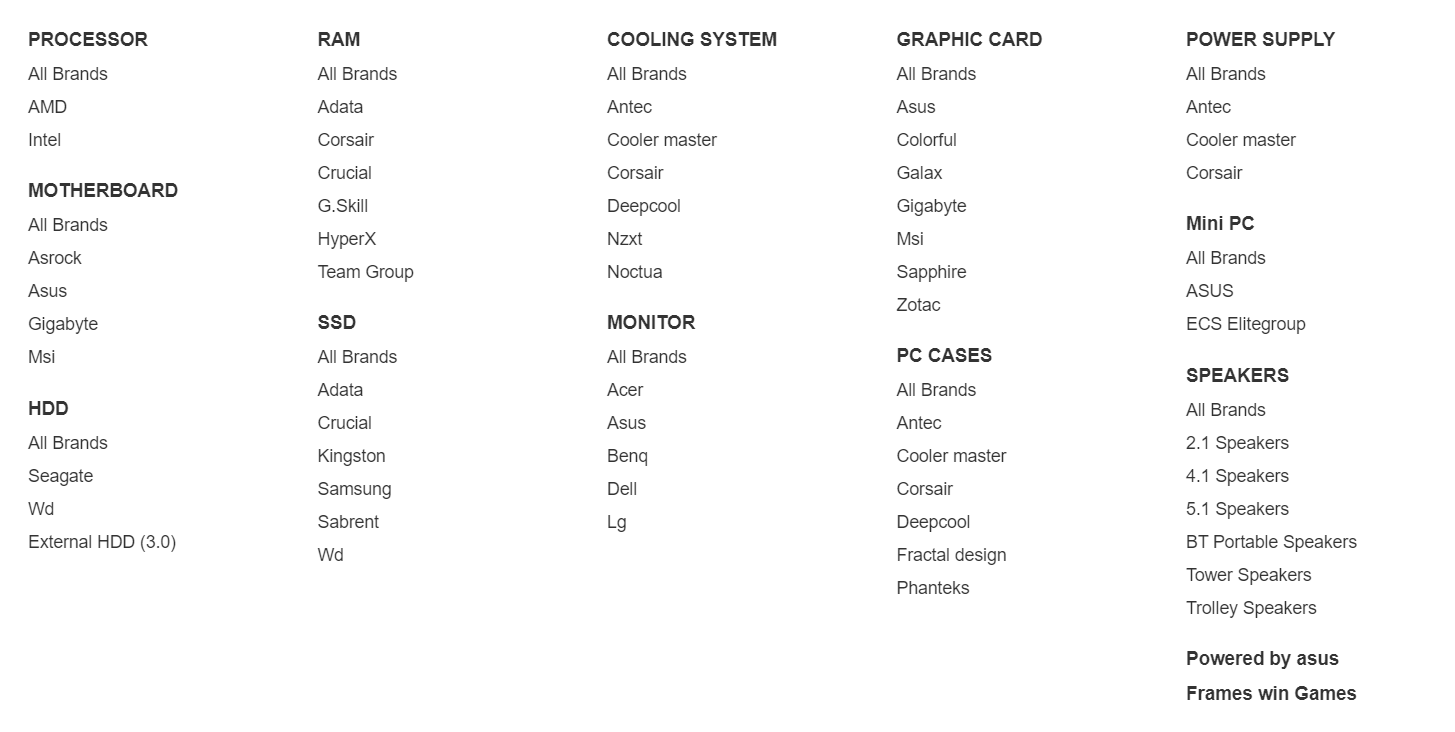 PROCESSOR
All Brands
AMD
Intel
MOTHERBOARD
All Brands
Asrock
Asus
Gigabyte
Msi
HDD
All Brands
Seagate
Wd
External HDD (3.0)
RAM
All Brands
Adata
Corsair
Crucial
G.Skill
HyperX
Team Group
SSD
All Brands
Adata
Crucial
Kingston
Samsung
Sabrent
Wd
COOLING SYSTEM
All Brands
Antec
Cooler master
Corsair
Deepcool
Nzxt
Noctua
MONITOR
All Brands
Acer
Asus
Benq
Dell
Lg
GRAPHIC CARD
All Brands
Asus
Colorful
Galax
Gigabyte
Msi
Sapphire
Zotac
PC CASES
All Brands
Antec
Cooler master
Corsair
Deepcool
Fractal design
Phanteks
POWER SUPPLY
All Brands
Antec
Cooler master
Corsair
Mini PC
All Brands
ASUS
ECS Elitegroup
SPEAKERS
All Brands
2.1 Speakers
4.1 Speakers
5.1 Speakers
BT Portable Speakers
Tower Speakers
Trolley Speakers
Powered by asus
Frames win Games